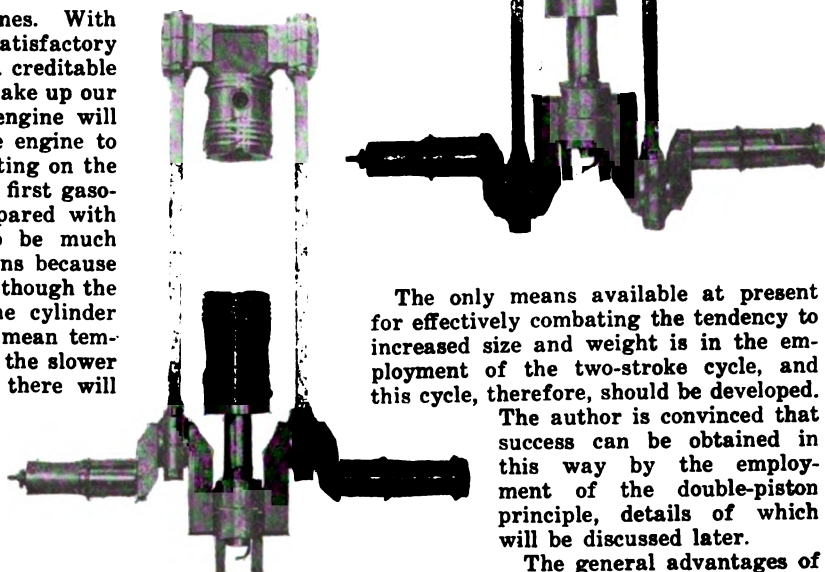 nes. With
atisfactory
creditable
ake up our
engine will
engine to
ting on the
first gaso-
pared with
be much
ns because
though the
cylinder
mean tem-
the slower
there will
The only means available at present
for effectively combating the tendency to
increased size and weight is in the em-
ployment of the two-stroke cycle, and
this cycle, therefore, should be developed.
The author is convinced that
success can be obtained in
this way by the employ-
ment of the double-piston
principle, details of which
will be discussed later.
The general advantages of